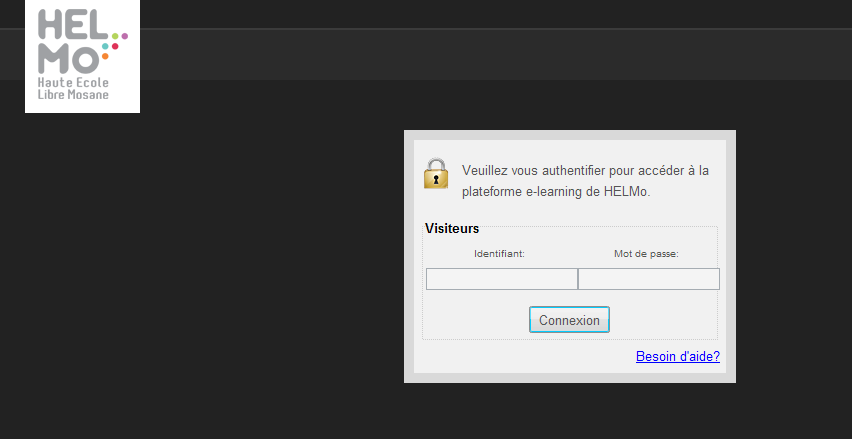 HEL
MO
Haute Ecole
Libre Mosane
Veuillez vous authentifier pour accéder à la
plateforme e-learning de HELMo.
Visiteurs
Identifiant: Mot de passe:
Connexion
Besoin d'aide?